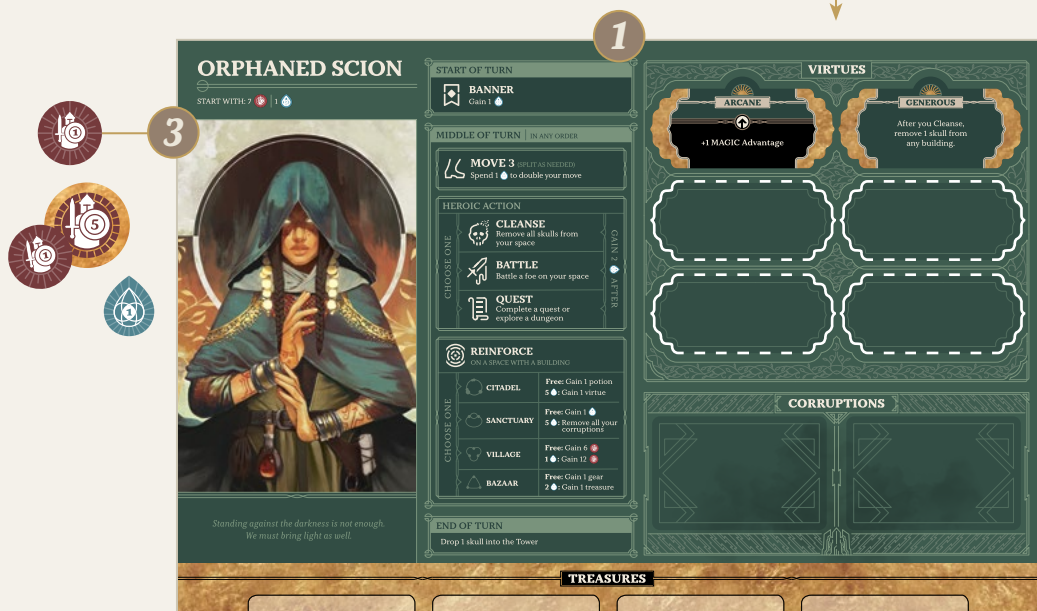 1
ORPHANED SCION
START WITH: 7 | 1
3
1
5
1
1
Standing against the darkness is not enough.
We must bring light as well.
START OF TURN
BANNER
Gain 1
MIDDLE OF TURN | IN ANY ORDER
MOVE 3 (SPLIT AS NEEDED)
Spend 1 to double your move
HEROIC ACTION
CHOOSE ONE
CLEANSE
Remove all skulls from
your space
BATTLE
Battle a foe on your space
QUEST
Complete a quest or
explore a dungeon
GAIN 2 AFTER
REINFORCE
ON A SPACE WITH A BUILDING
CHOOSE ONE
CITADEL
Free: Gain 1 potion
5 : Gain 1 virtue
SANCTUARY
Free: Gain 1
5 : Remove all your
corruptions
VILLAGE
Free: Gain 6
1 : Gain 12
BAZAAR
Free: Gain 1 gear
2 : Gain 1 treasure
END OF TURN
Drop 1 skull into the Tower
VIRTUES
ARCANE
+1 MAGIC Advantage
GENEROUS
After you Cleanse,
remove 1 skull from
any building.
CORRUPTIONS
TREASURES